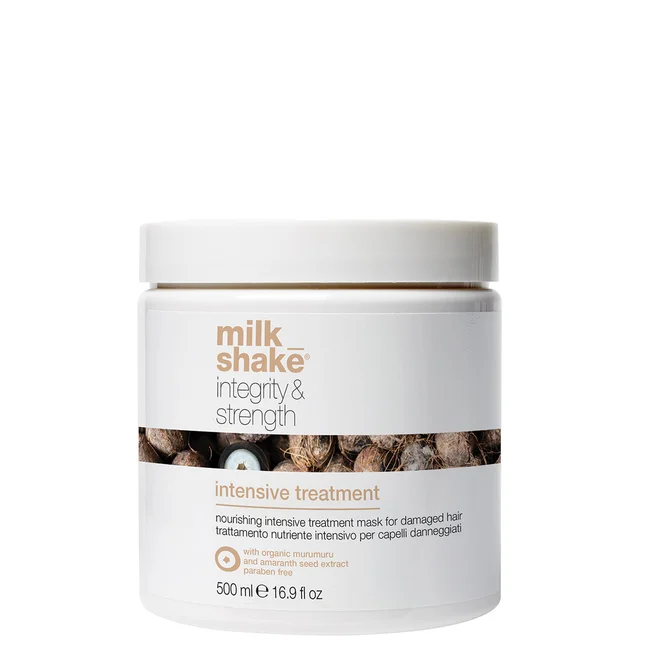 milk_
shake®
integrity &
strength
intensive treatment
nourishing intensive treatment mask for damaged hair
trattamento nutriente intensivo per capelli danneggiati
with organic murumuru
and amaranth seed extract
paraben free
500 ml ℮ 16.9 fl oz